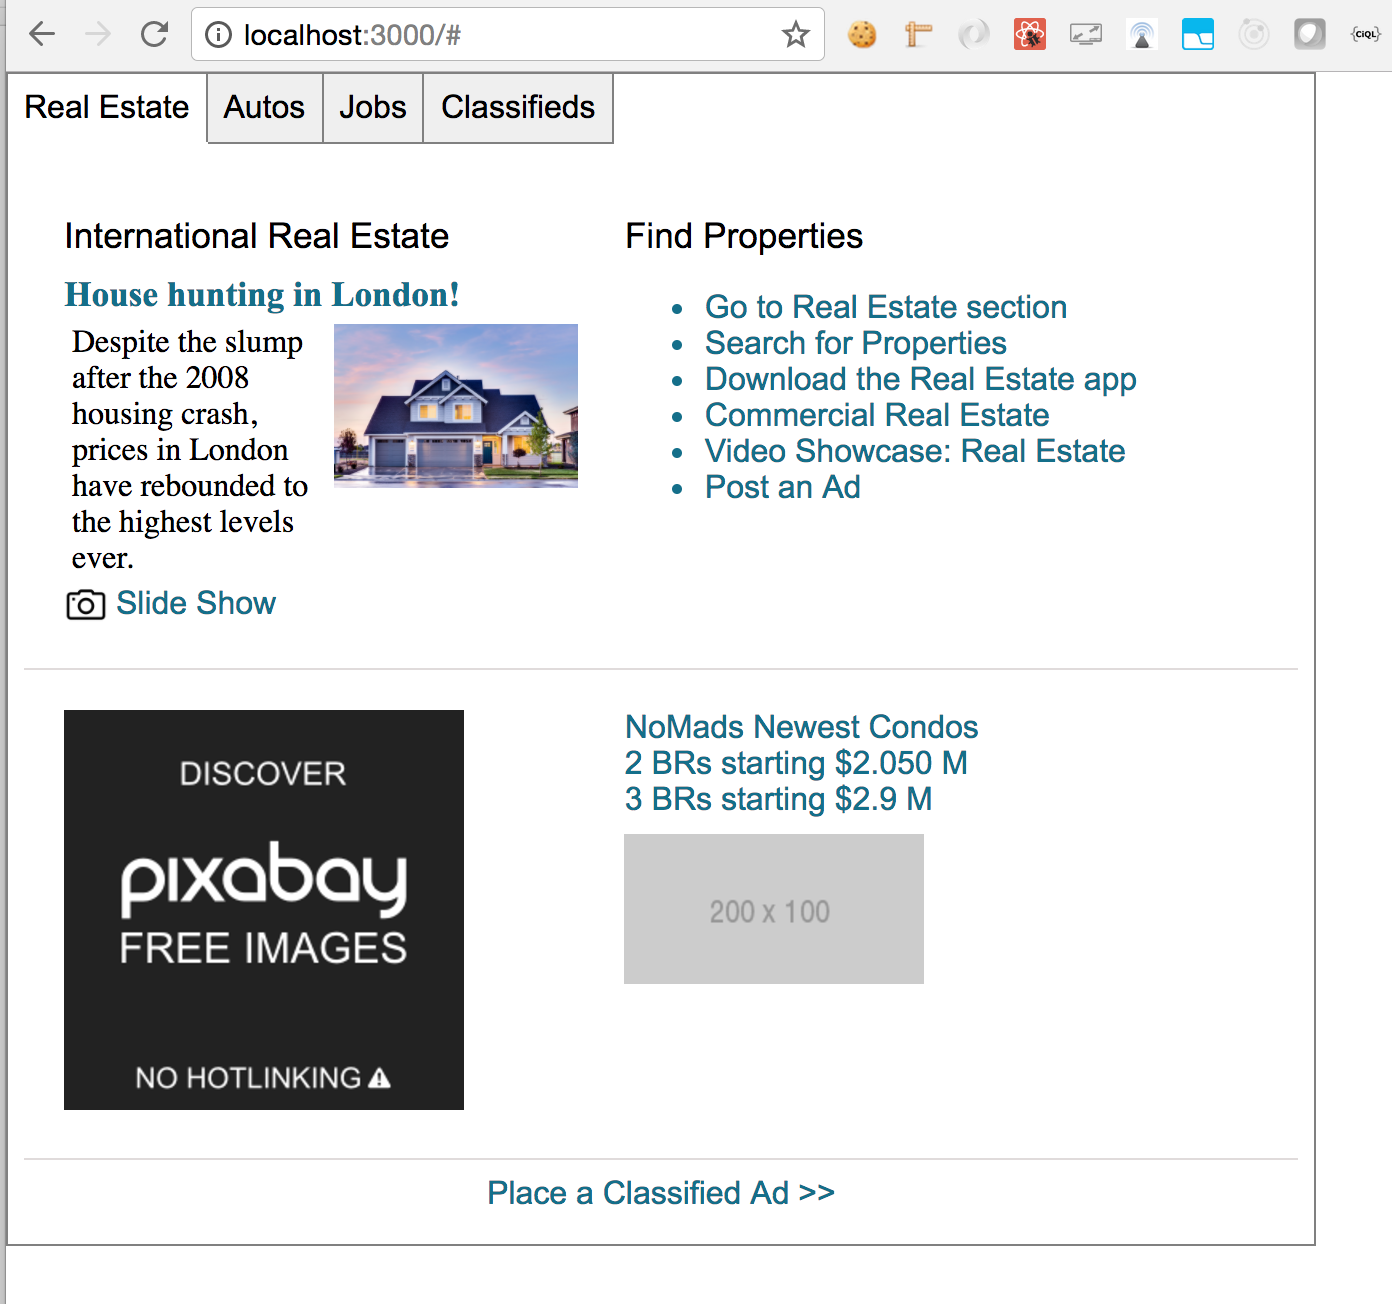 localhost:3000/#
{CiQL}
Real Estate
Autos
Jobs
Classifieds
International Real Estate
House hunting in London!
Despite the slump
after the 2008
housing crash,
prices in London
have rebounded to
the highest levels
ever.
Slide Show
Find Properties
Go to Real Estate section
Search for Properties
Download the Real Estate app
Commercial Real Estate
Video Showcase: Real Estate
Post an Ad
DISCOVER
pixabay
FREE IMAGES
NO HOTLINKING
NoMads Newest Condos
2 BRs starting $2.050 M
3 BRs starting $2.9 M
200 x 100
Place a Classified Ad >>